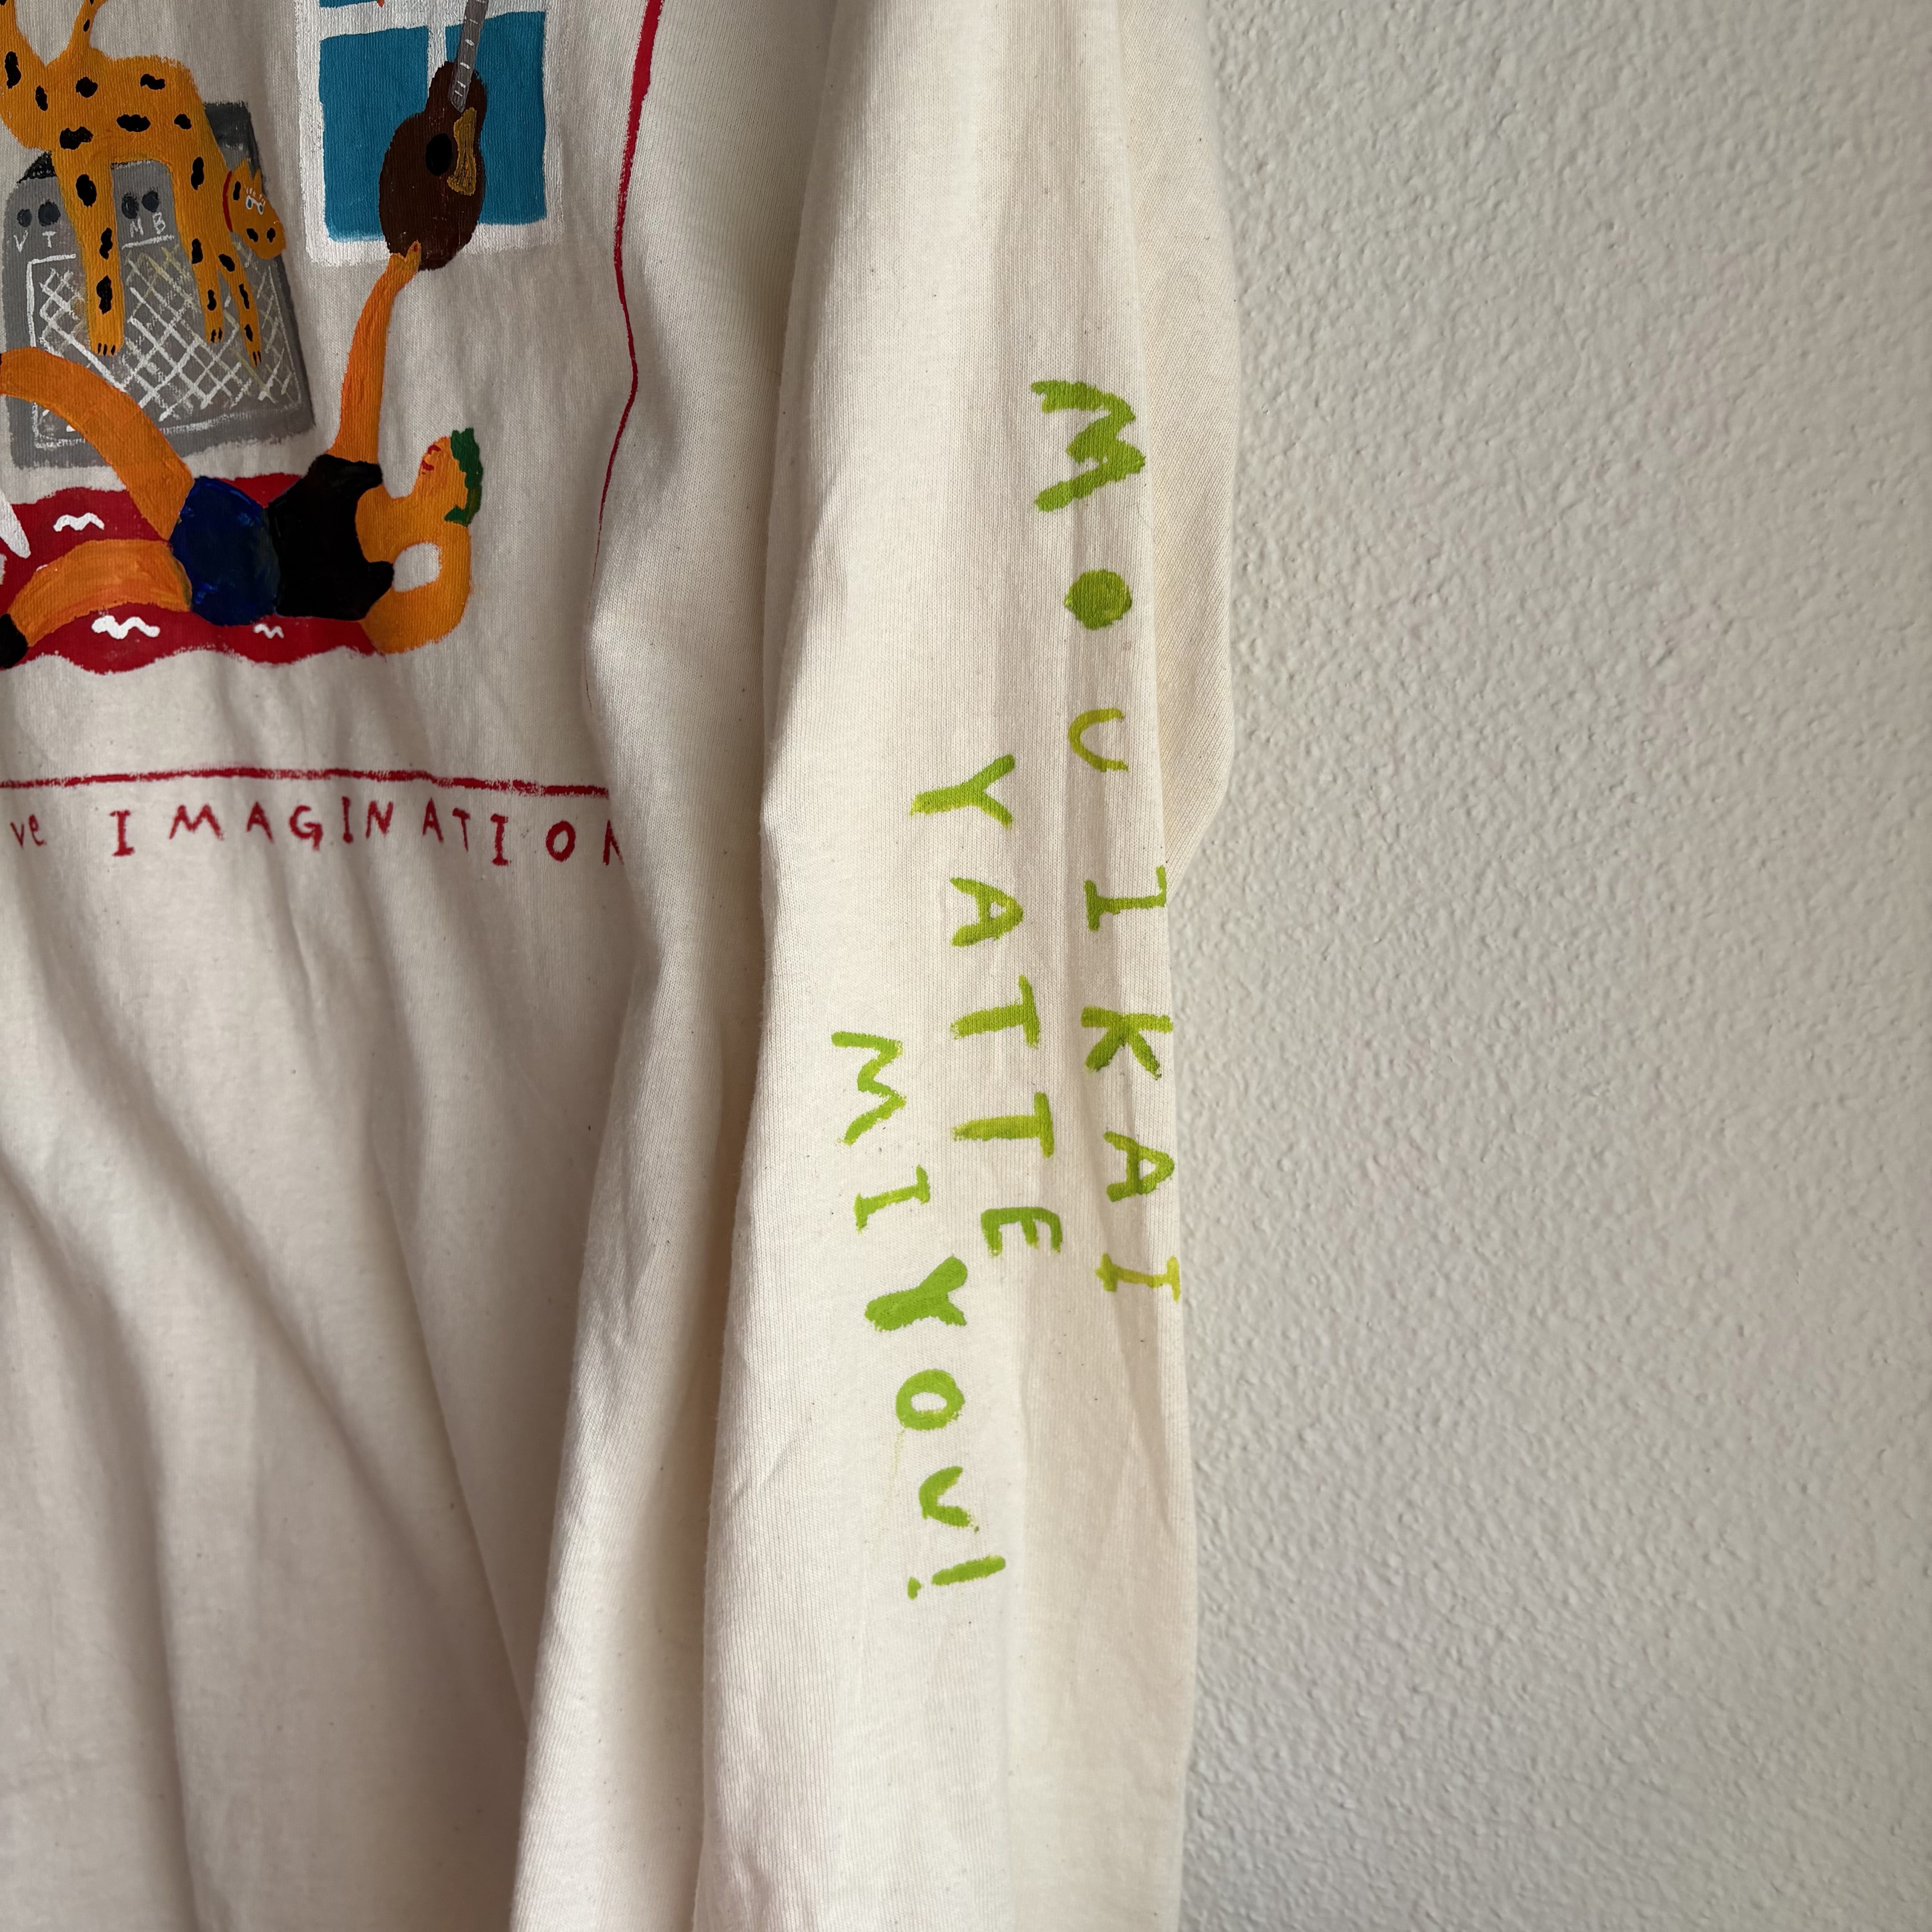 V T M B
ve IMAGINATION
MOU IKAI
YATTE
MIYOU!